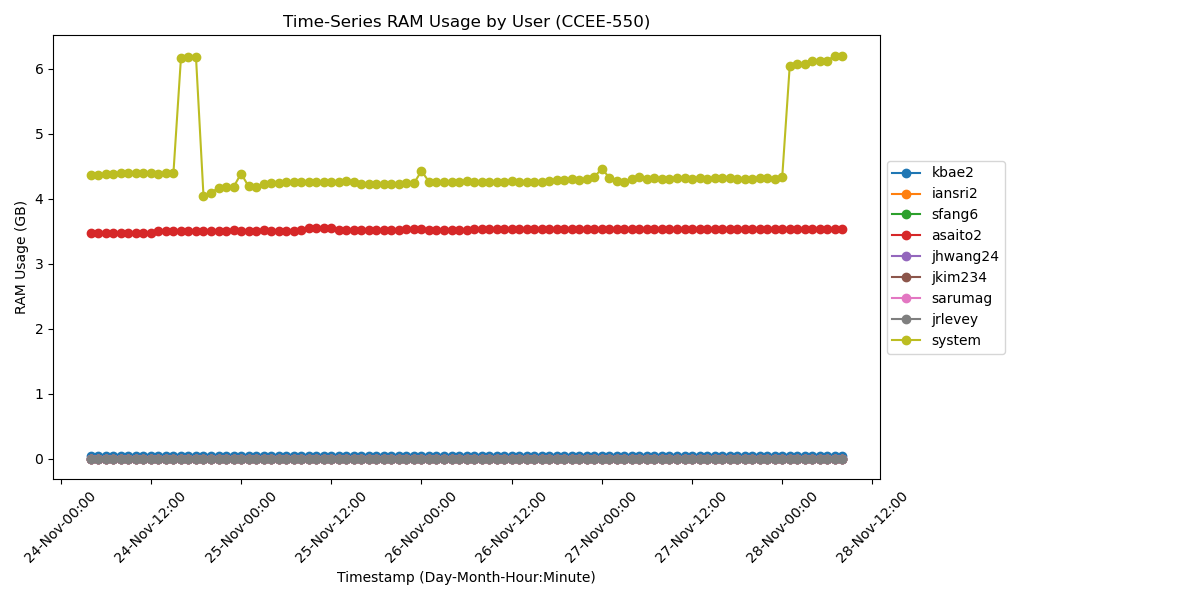 Time-Series RAM Usage by User (CCEE-550)
RAM Usage (GB)
6
5
4
3
2
1
0
24-Nov-00:00
24-Nov-12:00
25-Nov-00:00
25-Nov-12:00
26-Nov-00:00
26-Nov-12:00
27-Nov-00:00
27-Nov-12:00
28-Nov-00:00
28-Nov-12:00
Timestamp (Day-Month-Hour:Minute)
kbae2
iansri2
sfang6
asaito2
jhwang24
jkim234
sarumag
jrlevey
system